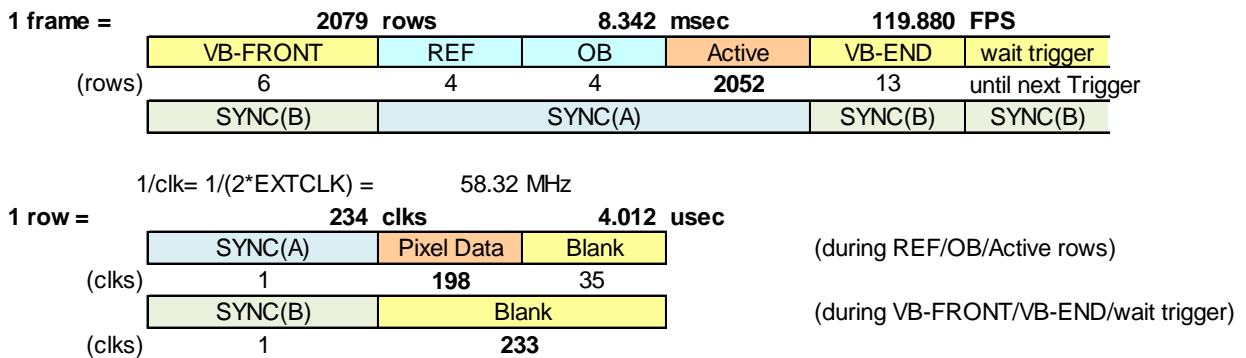 1 frame = 2079 rows 8.342 msec 119.880 FPS
VB-FRONT REF OB Active VB-END wait trigger
(rows) 6 4 4 2052 13 until next Trigger
SYNC(B) SYNC(A) SYNC(B) SYNC(B)
1/clk= 1/(2*EXTCLK) = 58.32 MHz
1 row = 234 clks 4.012 usec
SYNC(A) Pixel Data Blank (during REF/OB/Active rows)
(clks) 1 198 35
SYNC(B) Blank (during VB-FRONT/VB-END/wait trigger)
(clks) 1 233